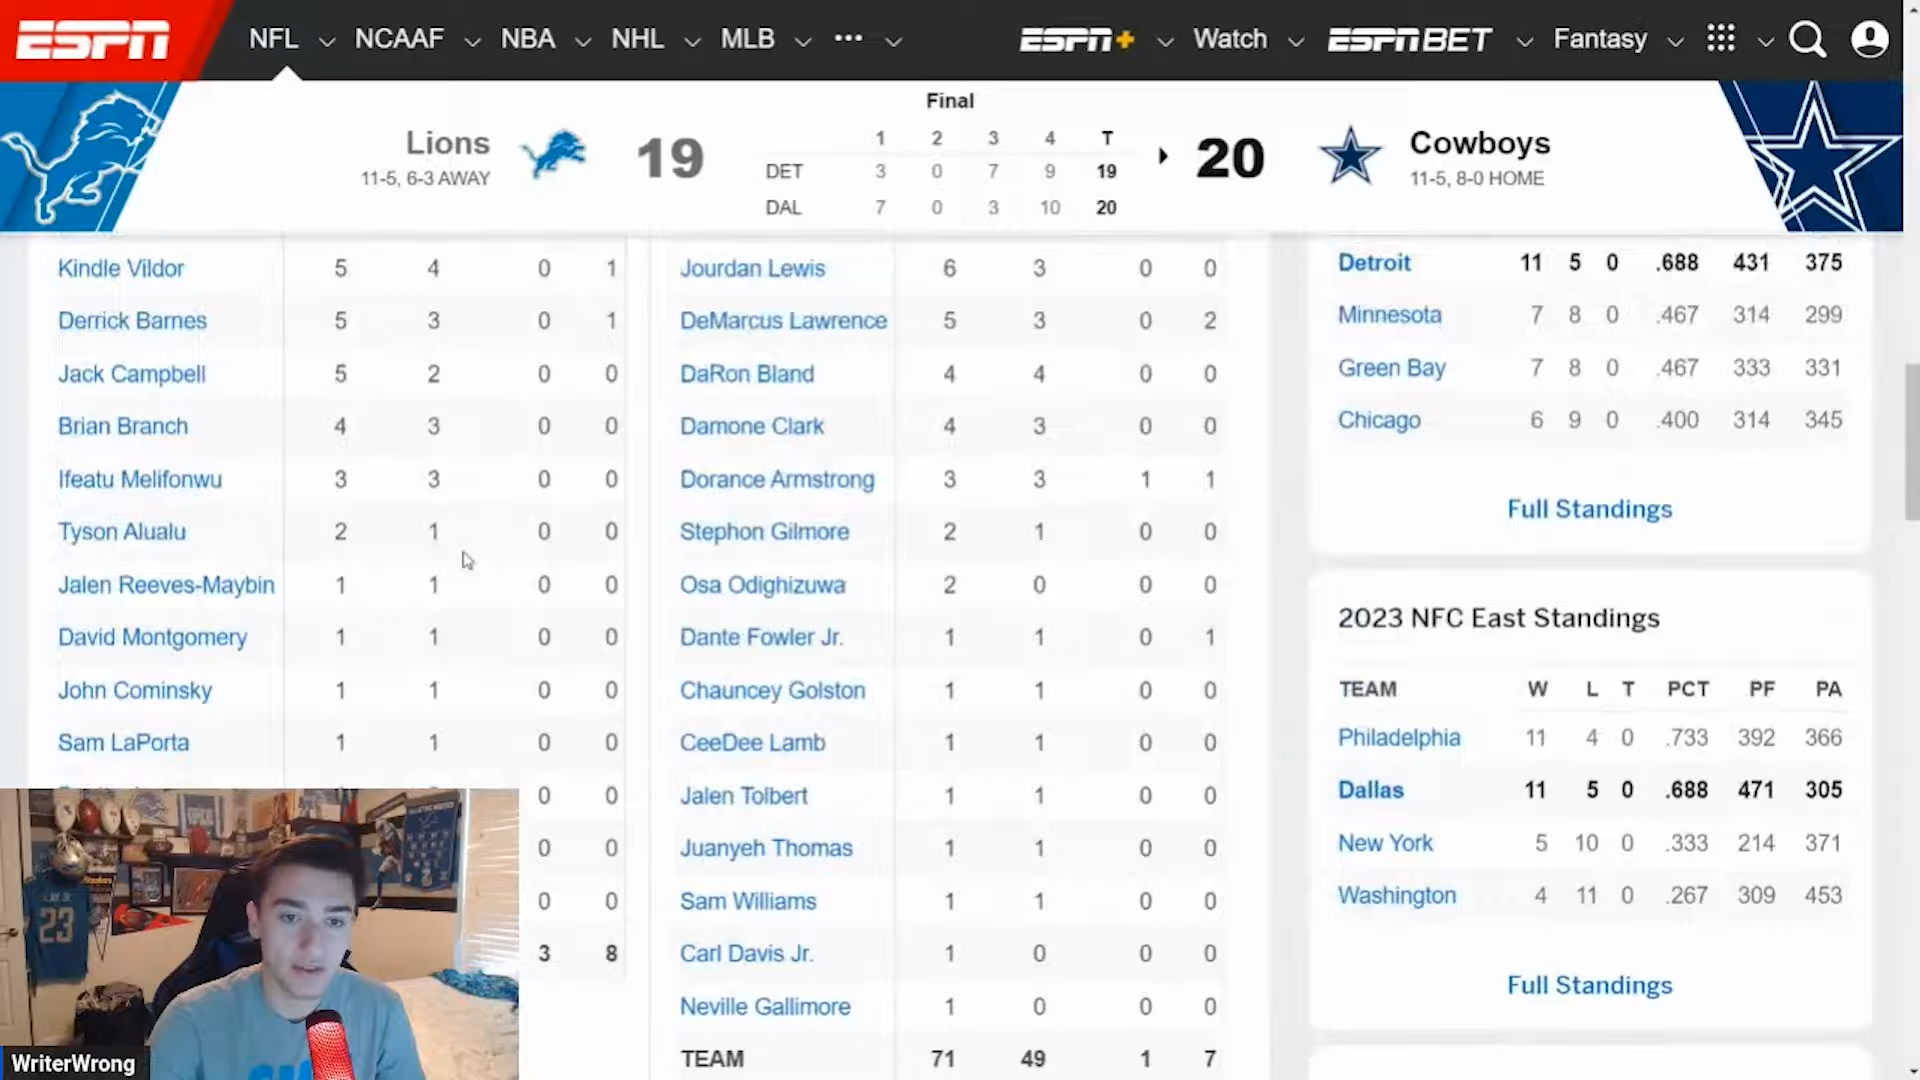 ESPN NFL NCAAF NBA NHL MLB ••• ESPN+ Watch ESPN BET Fantasy
Final
Lions 19 20 Cowboys
11-5, 6-3 AWAY 11-5, 8-0 HOME
1 2 3 4 T
DET 3 0 7 9 19
DAL 7 0 3 10 20
Kindle Vildor 5 4 0 1
Derrick Barnes 5 3 0 1
Jack Campbell 5 2 0 0
Brian Branch 4 3 0 0
Ifeatu Melifonwu 3 3 0 0
Tyson Alualu 2 1 0 0
Jalen Reeves-Maybin 1 1 0 0
David Montgomery 1 1 0 0
John Cominsky 1 1 0 0
Sam LaPorta 1 1 0 0
0 0
0 0
0 0
3 8
Jourdan Lewis 6 3 0 0
DeMarcus Lawrence 5 3 0 2
DaRon Bland 4 4 0 0
Damone Clark 4 3 0 0
Dorance Armstrong 3 3 1 1
Stephon Gilmore 2 1 0 0
Osa Odighizuwa 2 0 0 0
Dante Fowler Jr. 1 1 0 1
Chauncey Golston 1 1 0 0
CeeDee Lamb 1 1 0 0
Jalen Tolbert 1 1 0 0
Juanyeh Thomas 1 1 0 0
Sam Williams 1 1 0 0
Carl Davis Jr. 1 0 0 0
Neville Gallimore 1 0 0 0
TEAM 71 49 1 7
Detroit 11 5 0 .688 431 375
Minnesota 7 8 0 .467 314 299
Green Bay 7 8 0 .467 333 331
Chicago 6 9 0 .400 314 345
Full Standings
2023 NFC East Standings
TEAM W L T PCT PF PA
Philadelphia 11 4 0 .733 392 366
Dallas 11 5 0 .688 471 305
New York 5 10 0 .333 214 371
Washington 4 11 0 .267 309 453
Full Standings
23
WriterWrong